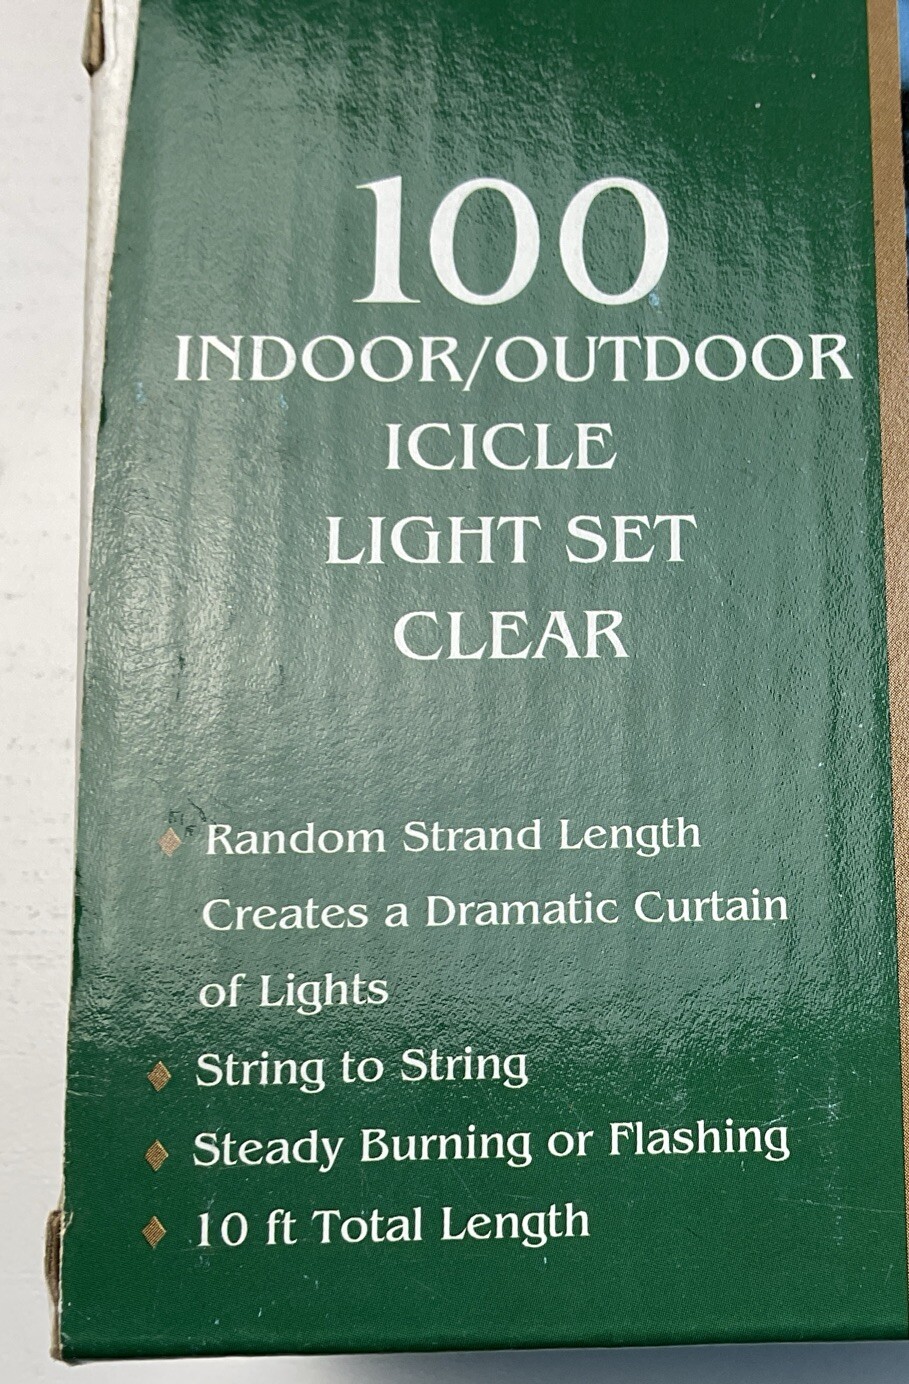 100
INDOOR/OUTDOOR
ICICLE
LIGHT SET
CLEAR
Random Strand Length
Creates a Dramatic Curtain
of Lights
String to String
Steady Burning or Flashing
10 ft Total Length